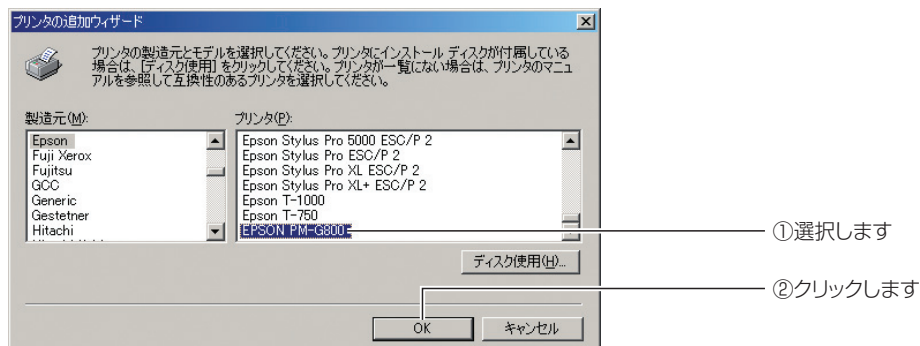 プリンタの追加ウィザード
プリンタの製造元とモデルを選択してください。プリンタにインストール ディスクが付属している
場合は、[ディスク使用] をクリックしてください。プリンタが一覧にない場合は、プリンタのマニュ
アルを参照して互換性のあるプリンタを選択してください。
製造元(M):
プリンタ(P):
Epson
Fuji Xerox
Fujitsu
GCC
Generic
Gestetner
Hitachi
Epson Stylus Pro 5000 ESC/P 2
Epson Stylus Pro ESC/P 2
Epson Stylus Pro XL ESC/P 2
Epson Stylus Pro XL+ ESC/P 2
Epson T-1000
Epson T-750
EPSON PM-G800
①選択します
ディスク使用(H)...
②クリックします
OK
キャンセル